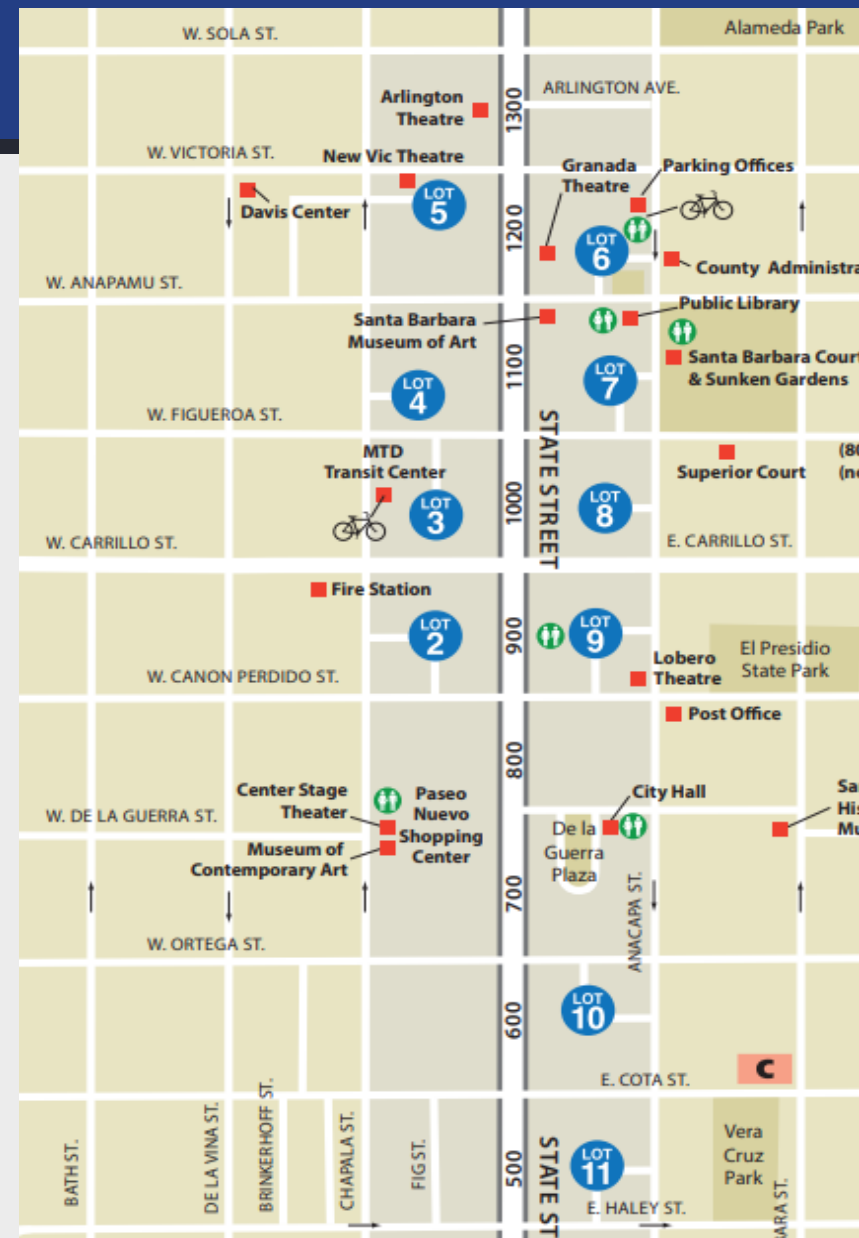 W. SOLA ST.
Alameda Park
Arlington
Theatre
1300
ARLINGTON AVE.
W. VICTORIA ST.
New Vic Theatre
Granada
Theatre
Parking Offices
Davis Center
LOT
5
1200
LOT
6
County Administra
W. ANAPAMU ST.
Public Library
Santa Barbara
Museum of Art
1100
Santa Barbara Court
& Sunken Gardens
LOT
4
LOT
7
W. FIGUEROA ST.
STATE STREET
MTD
Transit Center
Superior Court
(80
(ne
LOT
3
1000
LOT
8
W. CARRILLO ST.
E. CARRILLO ST.
Fire Station
LOT
2
900
LOT
9
El Presidio
State Park
Lobero
Theatre
W. CANON PERDIDO ST.
Post Office
800
Center Stage
Theater
Paseo
Nuevo
Shopping
Center
City Hall
Sa
His
Mu
W. DE LA GUERRA ST.
De la
Guerra
Plaza
Museum of
Contemporary Art
700
ANACAPA ST.
W. ORTEGA ST.
LOT
10
600
C
E. COTA ST.
BATH ST.
DE LA VINA ST.
BRINKERHOFF ST.
CHAPALA ST.
FIG ST.
500
STATE ST
LOT
11
Vera
Cruz
Park
E. HALEY ST.
BARA ST.